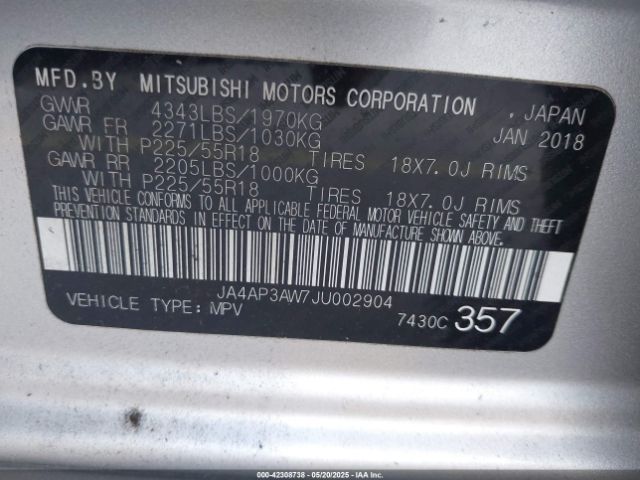 MFD. BY MITSUBISHI MOTORS CORPORATION , JAPAN
GVWR 4343LBS/1970KG JAN 2018
GAWR FR 2271LBS/1030KG
WITH P225/55R18 TIRES 18X7.0J RIMS
GAWR RR 2205LBS/1000KG
WITH P225/55R18 TIRES 18X7.0J RIMS
THIS VEHICLE CONFORMS TO ALL APPLICABLE FEDERAL MOTOR VEHICLE SAFETY AND THEFT
PREVENTION STANDARDS IN EFFECT ON THE DATE OF MANUFACTURE SHOWN ABOVE.
JA4AP3AW7JU002904
VEHICLE TYPE: MPV 7430C 357
000-42308738 - 05/20/2025 - IAAI.CA